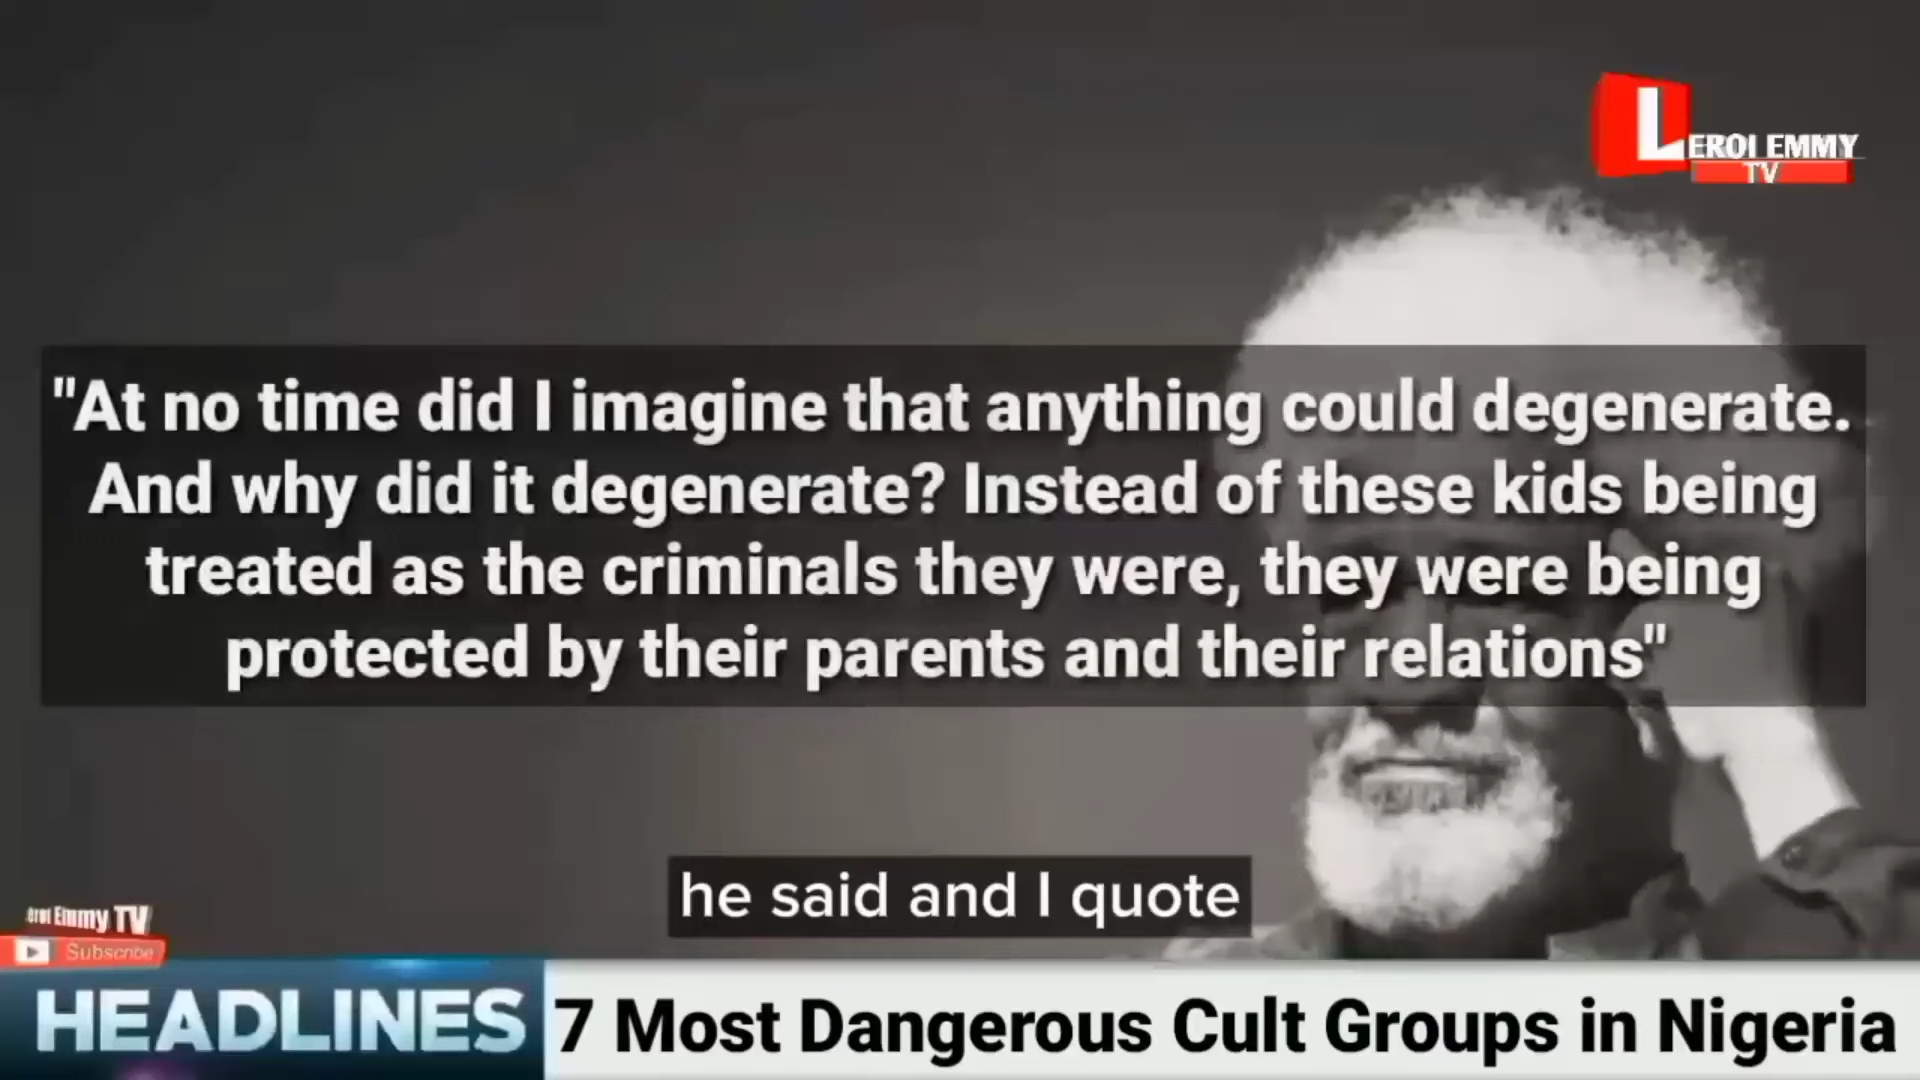 LEROI EMMY
TV
"At no time did I imagine that anything could degenerate.
And why did it degenerate? Instead of these kids being
treated as the criminals they were, they were being
protected by their parents and their relations"
he said and I quote
eroi Emmy TV
Subscribe
HEADLINES
7 Most Dangerous Cult Groups in Nigeria